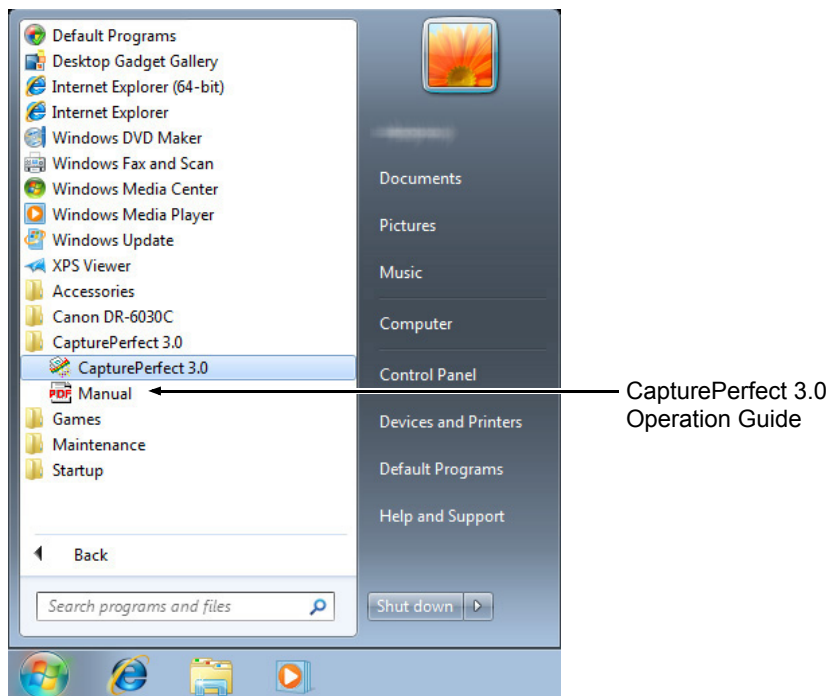 Default Programs
Desktop Gadget Gallery
Internet Explorer (64-bit)
Internet Explorer
Windows DVD Maker
Windows Fax and Scan
Windows Media Center
Windows Media Player
Windows Update
XPS Viewer
Accessories
Canon DR-6030C
CapturePerfect 3.0
CapturePerfect 3.0
PDF Manual
Games
Maintenance
Startup
Back
Search programs and files
Documents
Pictures
Music
Computer
Control Panel
Devices and Printers
Default Programs
Help and Support
Shut down
CapturePerfect 3.0
Operation Guide